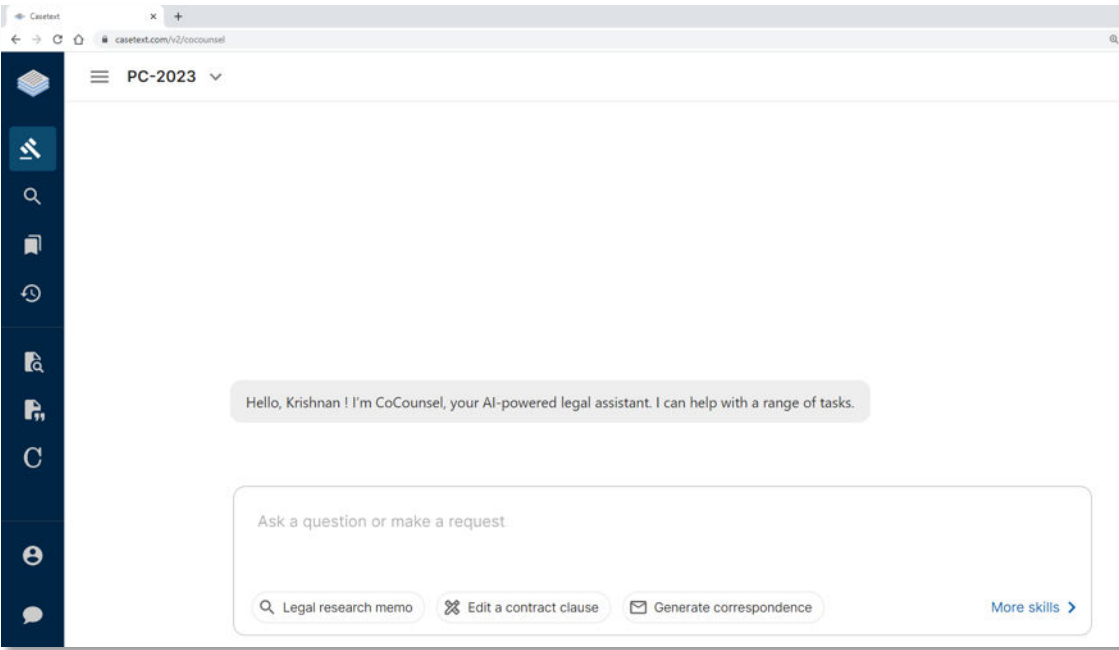 Casetext
casetext.com/v2/cocounsel
PC-2023
Hello, Krishnan ! I'm CoCounsel, your AI-powered legal assistant. I can help with a range of tasks.
C
Ask a question or make a request
Legal research memo Edit a contract clause Generate correspondence More skills